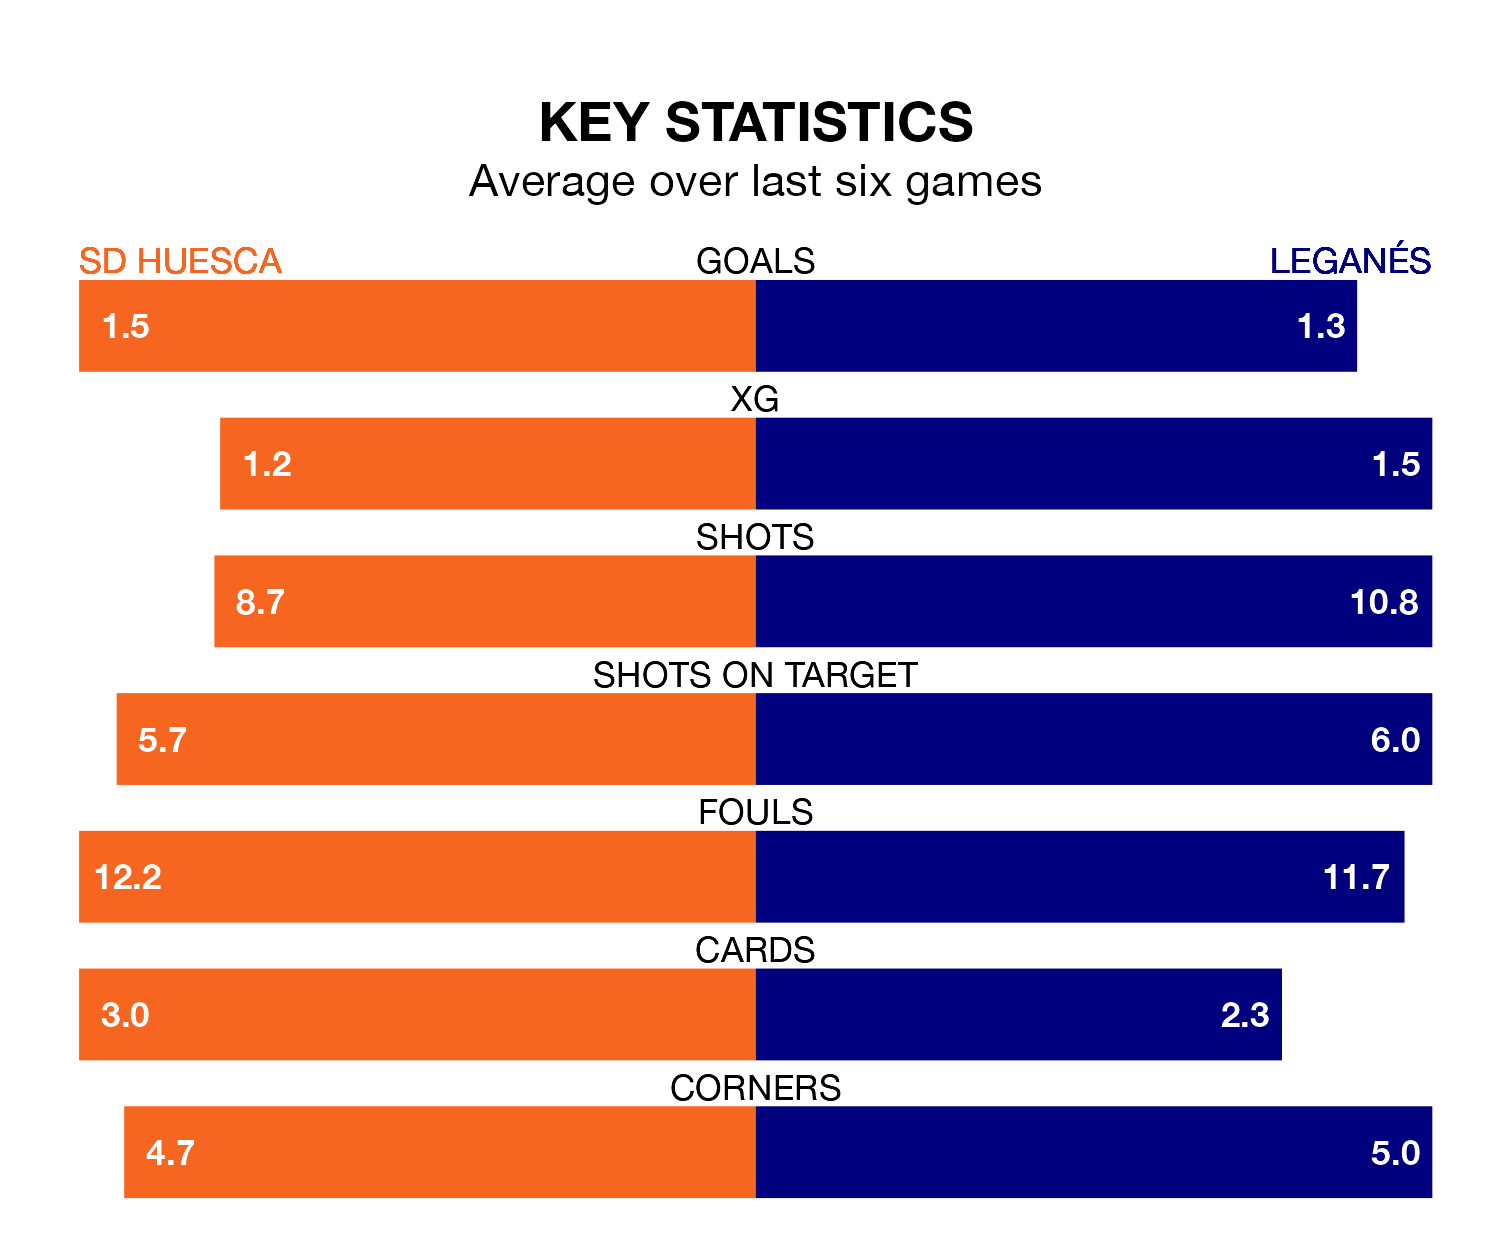 KEY STATISTICS
Average over last six games
SD HUESCA GOALS LEGANÉS
1.5 1.3
XG
1.2 1.5
SHOTS
8.7 10.8
SHOTS ON TARGET
5.7 6.0
FOULS
12.2 11.7
CARDS
3.0 2.3
CORNERS
4.7 5.0